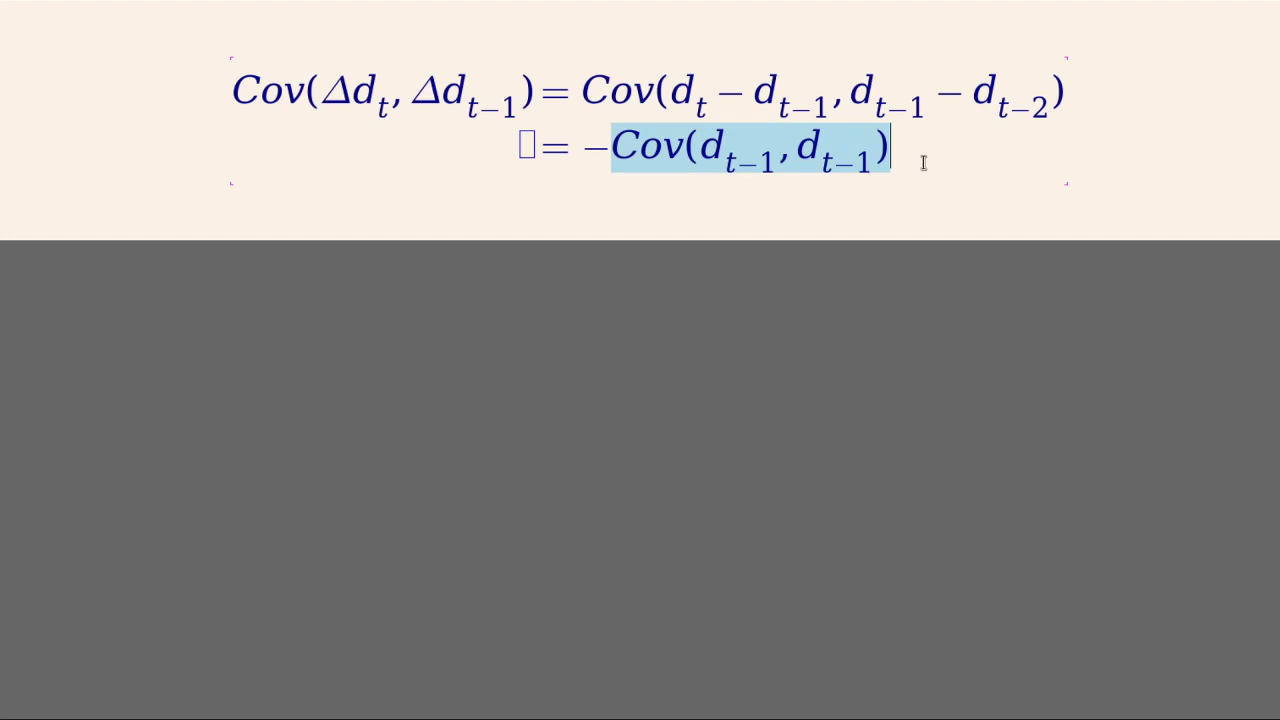 Cov(Δd_t, Δd_{t−1}) = Cov(d_t − d_{t−1}, d_{t−1} − d_{t−2})
= −Cov(d_{t−1}, d_{t−1})